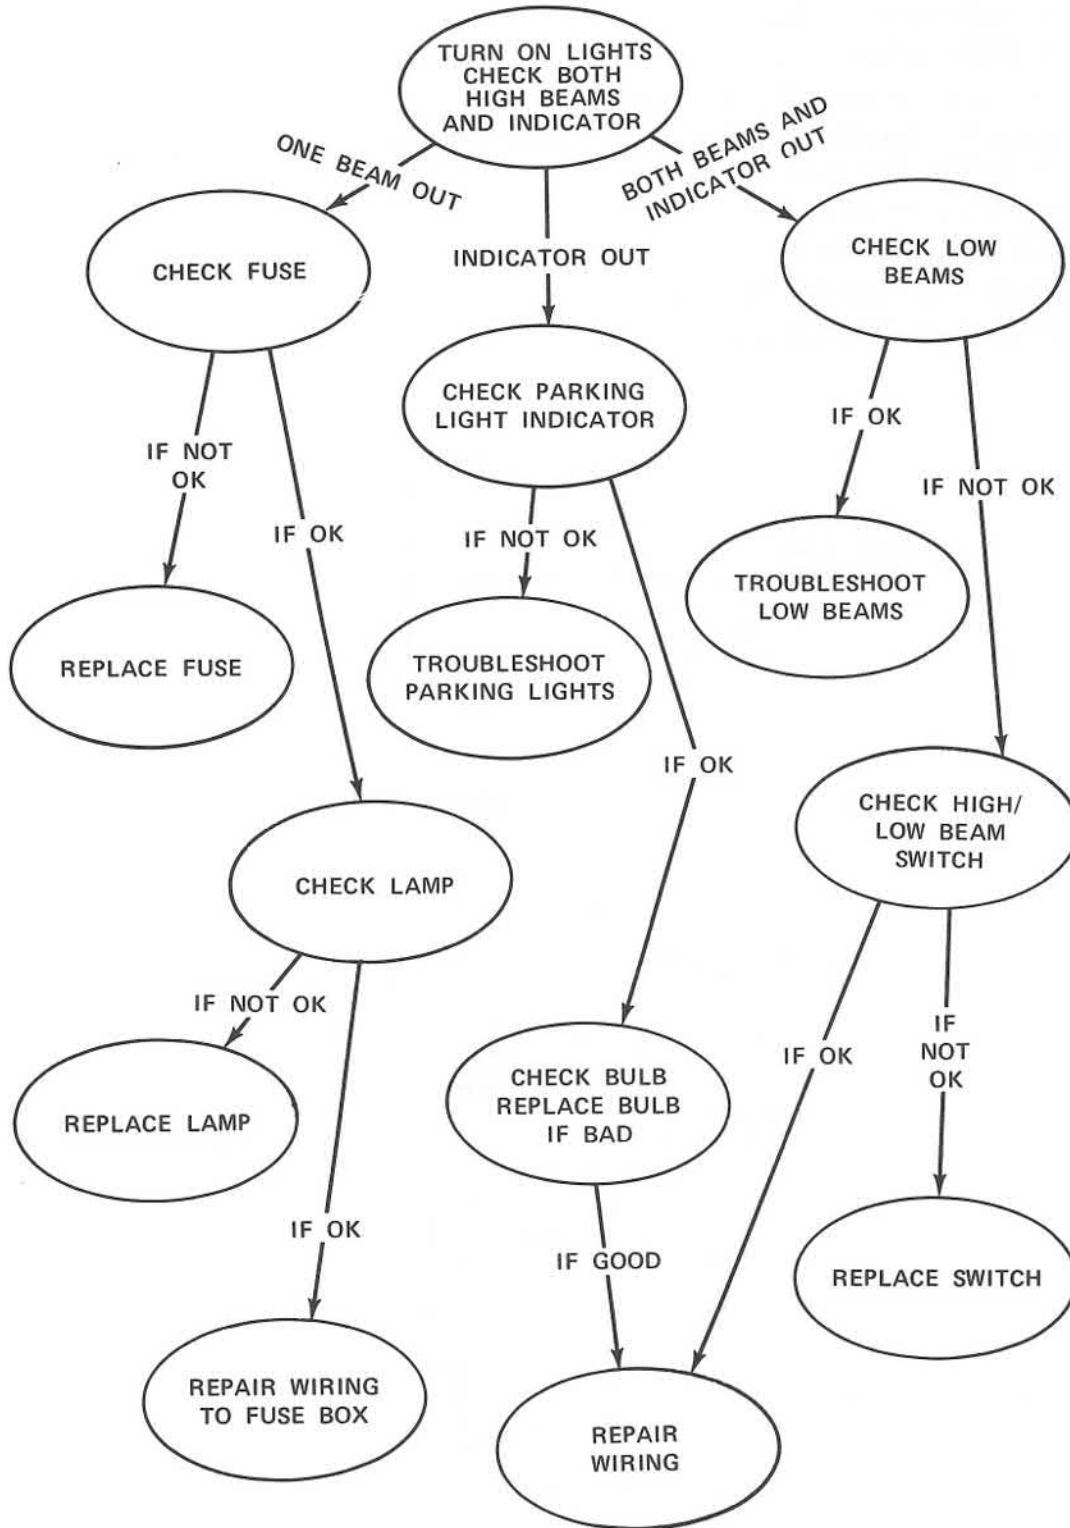 TURN ON LIGHTS
CHECK BOTH
HIGH BEAMS
AND INDICATOR
ONE BEAM OUT
BOTH BEAMS AND
INDICATOR OUT
INDICATOR OUT
CHECK FUSE
CHECK LOW
BEAMS
CHECK PARKING
LIGHT INDICATOR
IF NOT
OK
IF OK
IF NOT OK
IF OK
IF NOT OK
REPLACE FUSE
TROUBLESHOOT
PARKING LIGHTS
TROUBLESHOOT
LOW BEAMS
IF OK
CHECK LAMP
CHECK HIGH/
LOW BEAM
SWITCH
IF NOT OK
IF OK
IF NOT
OK
REPLACE LAMP
CHECK BULB
REPLACE BULB
IF BAD
IF OK
IF GOOD
REPLACE SWITCH
REPAIR WIRING
TO FUSE BOX
REPAIR
WIRING